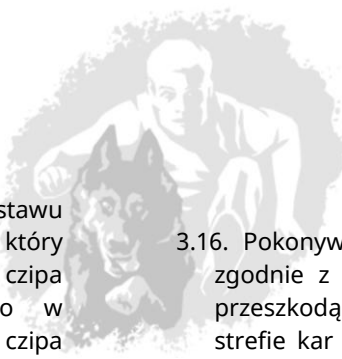 stawu
który
czipa
o w
czipa
3.16. Pokonyw
zgodnie z
przeszkodą
strefie kar